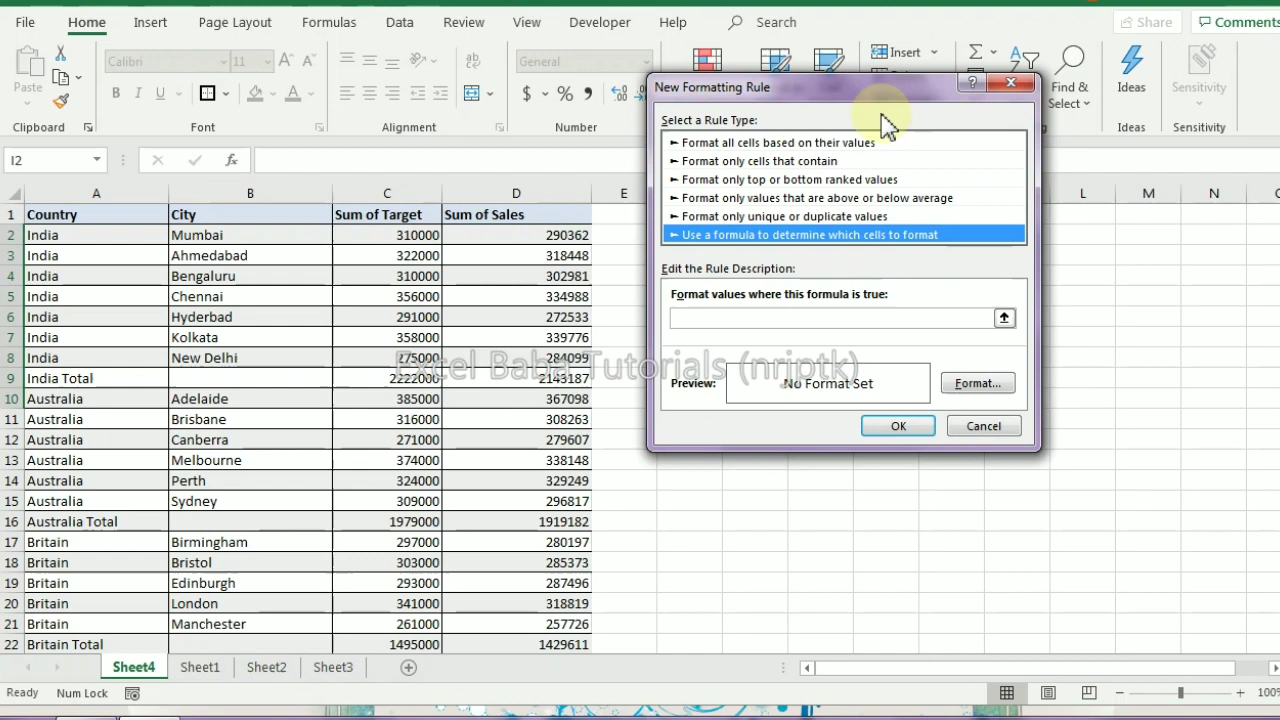 File Home Insert Page Layout Formulas Data Review View Developer Help Search Share Comments
Calibri 11 General Insert
Paste B I U $ % Find & Select Ideas Sensitivity
Clipboard Font Alignment Number Ideas Sensitivity
I2 fx
A B C D E L M N
1 Country City Sum of Target Sum of Sales
2 India Mumbai 310000 290362
3 India Ahmedabad 322000 318448
4 India Bengaluru 310000 302981
5 India Chennai 356000 334988
6 India Hyderbad 291000 272533
7 India Kolkata 358000 339776
8 India New Delhi 275000 284099
9 India Total 2222000 2143187
10 Australia Adelaide 385000 367098
11 Australia Brisbane 316000 308263
12 Australia Canberra 271000 279607
13 Australia Melbourne 374000 338148
14 Australia Perth 324000 329249
15 Australia Sydney 309000 296817
16 Australia Total 1979000 1919182
17 Britain Birmingham 297000 280197
18 Britain Bristol 303000 285373
19 Britain Edinburgh 293000 287496
20 Britain London 341000 318819
21 Britain Manchester 261000 257726
22 Britain Total 1495000 1429611
New Formatting Rule
Select a Rule Type:
► Format all cells based on their values
► Format only cells that contain
► Format only top or bottom ranked values
► Format only values that are above or below average
► Format only unique or duplicate values
► Use a formula to determine which cells to format
Edit the Rule Description:
Format values where this formula is true:
Preview: No Format Set Format...
OK Cancel
Excel Baba Tutorials (nrjptk)
Sheet4 Sheet1 Sheet2 Sheet3
Ready Num Lock 100%